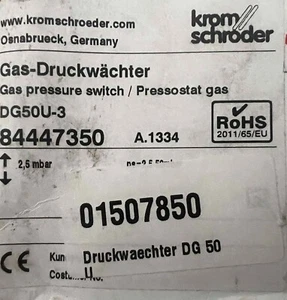 www.kromschroeder.com
Osnabrueck, Germany
krom
schroder
Gas-Druckwächter
Gas pressure switch / Pressostat gas
DG50U-3
84447350 A.1334
RoHS
2011/65/EU
2,5 mbar
01507850
CE Kun Druckwaechter DG 50